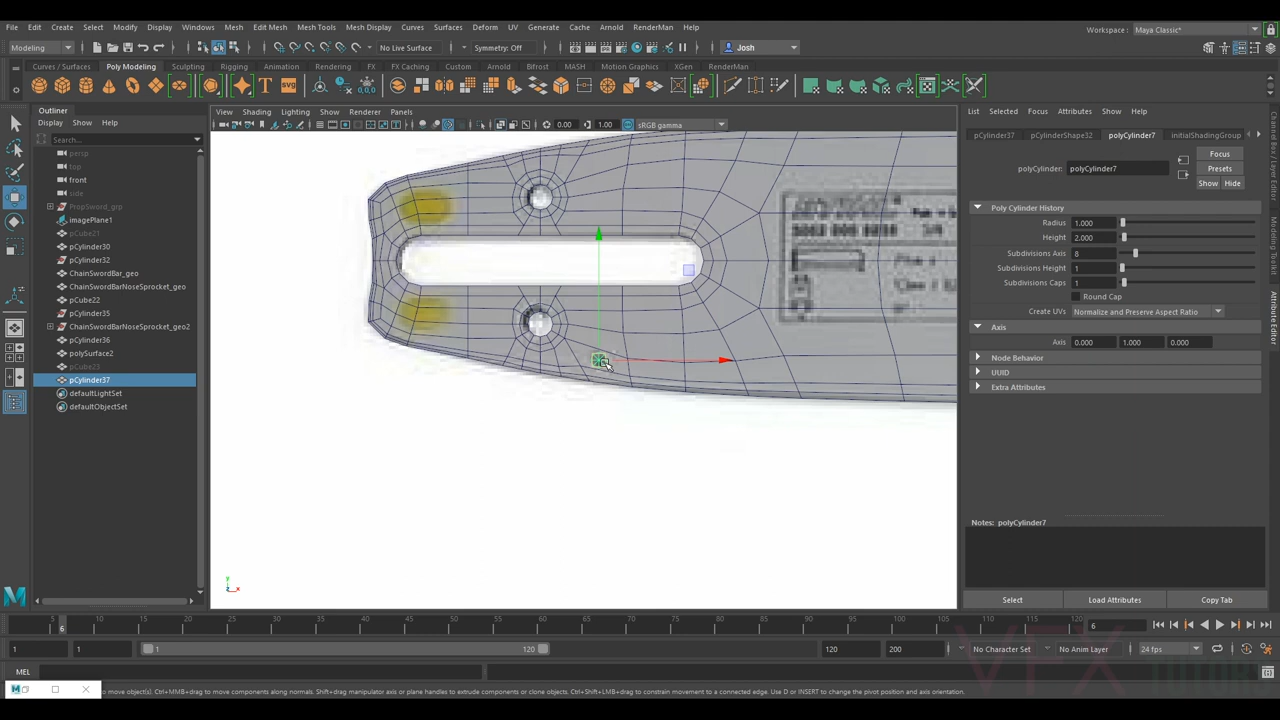 File Edit Create Select Modify Display Windows Mesh Edit Mesh Mesh Tools Mesh Display Curves Surfaces Deform UV Generate Cache Arnold RenderMan Help
Workspace : Maya Classic*
Modeling No Live Surface Symmetry: Off Josh
Curves / Surfaces Poly Modeling Sculpting Rigging Animation Rendering FX FX Caching Custom Arnold Bifrost MASH Motion Graphics XGen RenderMan
Outliner
Display Show Help
Search...
persp
top
front
side
PropSword_grp
imagePlane1
pCube21
pCylinder30
pCylinder32
ChainSwordBar_geo
ChainSwordBarNoseSprocket_geo
pCube22
pCylinder35
ChainSwordBarNoseSprocket_geo2
pCylinder36
polySurface2
pCube23
pCylinder37
defaultLightSet
defaultObjectSet
View Shading Lighting Show Renderer Panels
0.00 1.00 sRGB gamma
List Selected Focus Attributes Show Help
pCylinder37 pCylinderShape32 polyCylinder7 initialShadingGroup
Focus
polyCylinder: polyCylinder7 Presets
Show Hide
Poly Cylinder History
Radius 1.000
Height 2.000
Subdivisions Axis 8
Subdivisions Height 1
Subdivisions Caps 1
Round Cap
Create UVs Normalize and Preserve Aspect Ratio
Axis
Axis 0.000 1.000 0.000
Node Behavior
UUID
Extra Attributes
Notes: polyCylinder7
Select Load Attributes Copy Tab
Channel Box / Layer Editor
Attribute Editor
5 6 10 15 20 25 30 35 40 45 50 55 60 65 70 75 80 85 90 95 100 105 110 115 120
6
1 1 1 120 120 200 No Character Set No Anim Layer 24 fps
MEL
move object(s). Ctrl+MMB+drag to move components along normals. Shift+drag manipulator axis or plane handles to extrude components or clone objects. Ctrl+Shift+LMB+drag to constrain movement to a connected edge. Use D or INSERT to change the pivot position and axis orientation.
VFX